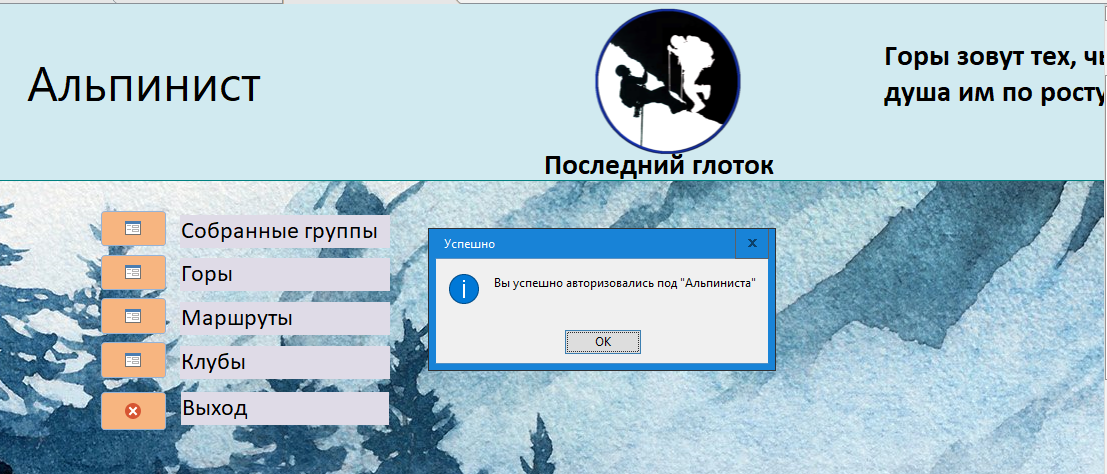 Альпинист
Последний глоток
Горы зовут тех,
душа им по росту
Собранные группы
Горы
Маршруты
Клубы
Выход
Успешно
Вы успешно авторизовались под "Альпиниста"
OK